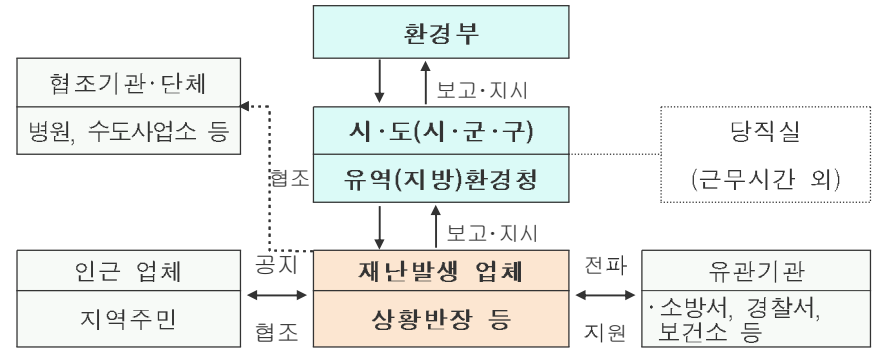 환경부
협조기관·단체
보고·지시
병원, 수도사업소 등
시·도(시·군·구)
당직실
협조
유역(지방)환경청
(근무시간 외)
보고·지시
인근 업체
공지
재난발생 업체
전파
유관기관
지역주민
협조
상황반장 등
지원
·소방서, 경찰서,
보건소 등